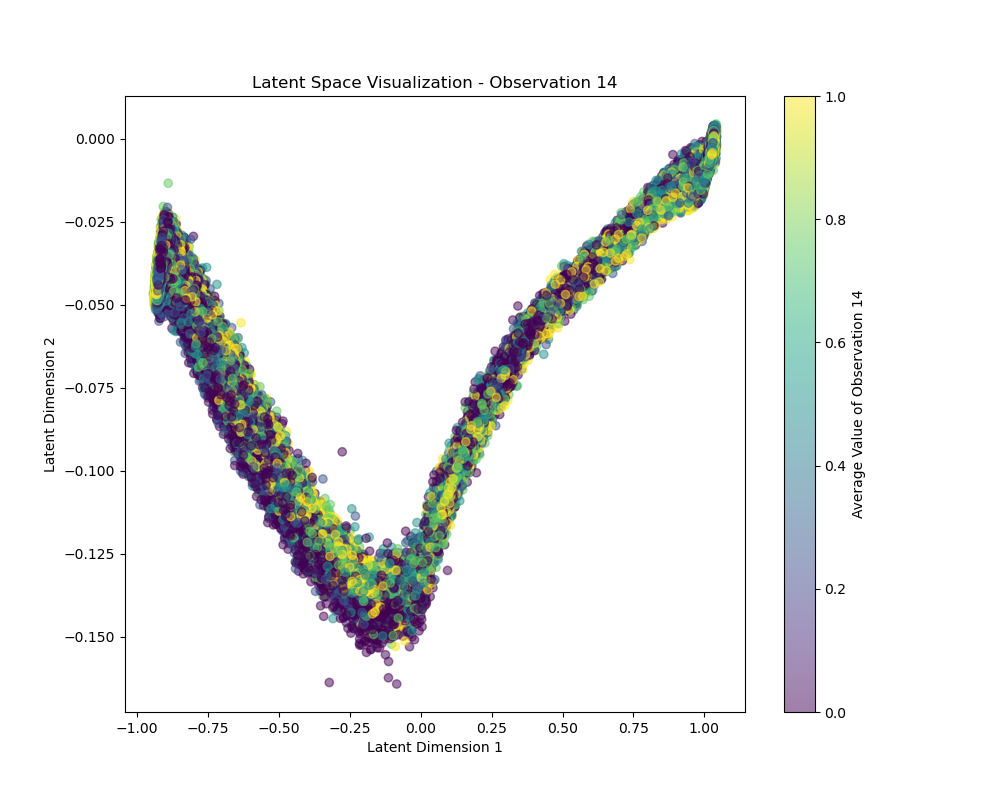 Latent Space Visualization - Observation 14
0.000
−0.025
−0.050
−0.075
−0.100
−0.125
−0.150
Latent Dimension 2
−1.00 −0.75 −0.50 −0.25 0.00 0.25 0.50 0.75 1.00
Latent Dimension 1
1.0
0.8
0.6
0.4
0.2
0.0
Average Value of Observation 14